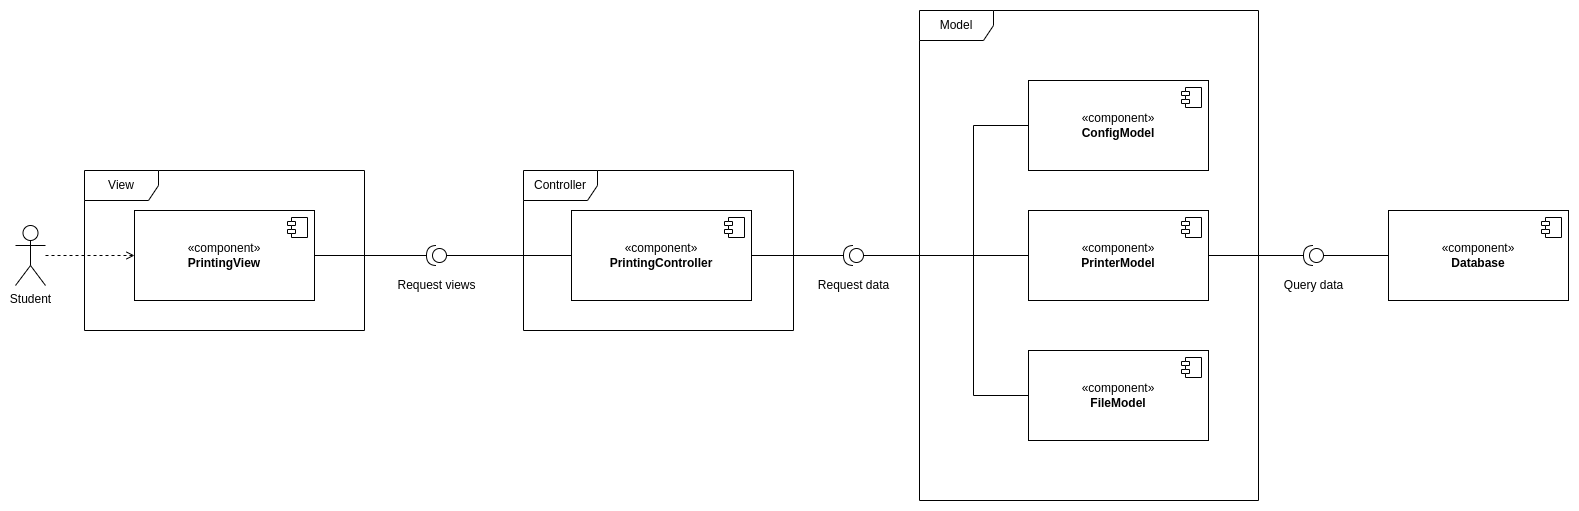 Model
«component»
ConfigModel
View
Controller
«component»
PrintingView
«component»
PrintingController
«component»
PrinterModel
«component»
Database
Student
Request views
Request data
Query data
«component»
FileModel